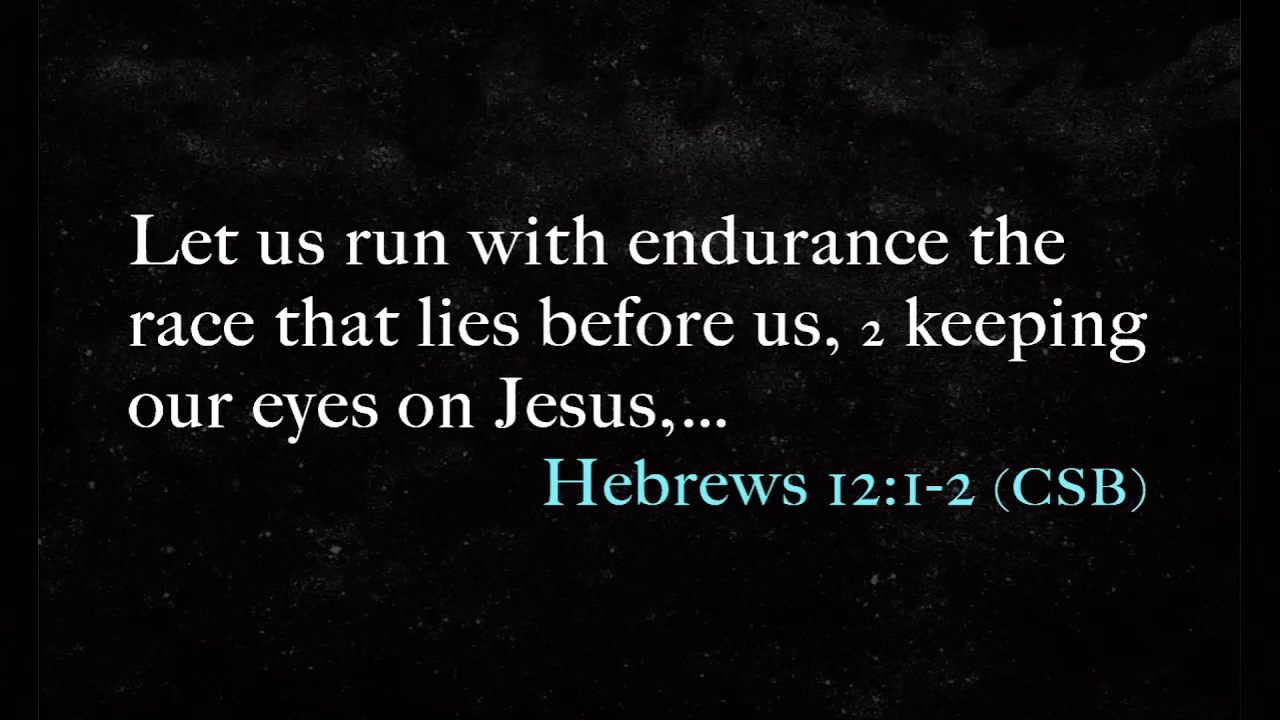 Let us run with endurance the
race that lies before us, 2 keeping
our eyes on Jesus,...
Hebrews 12:1-2 (CSB)